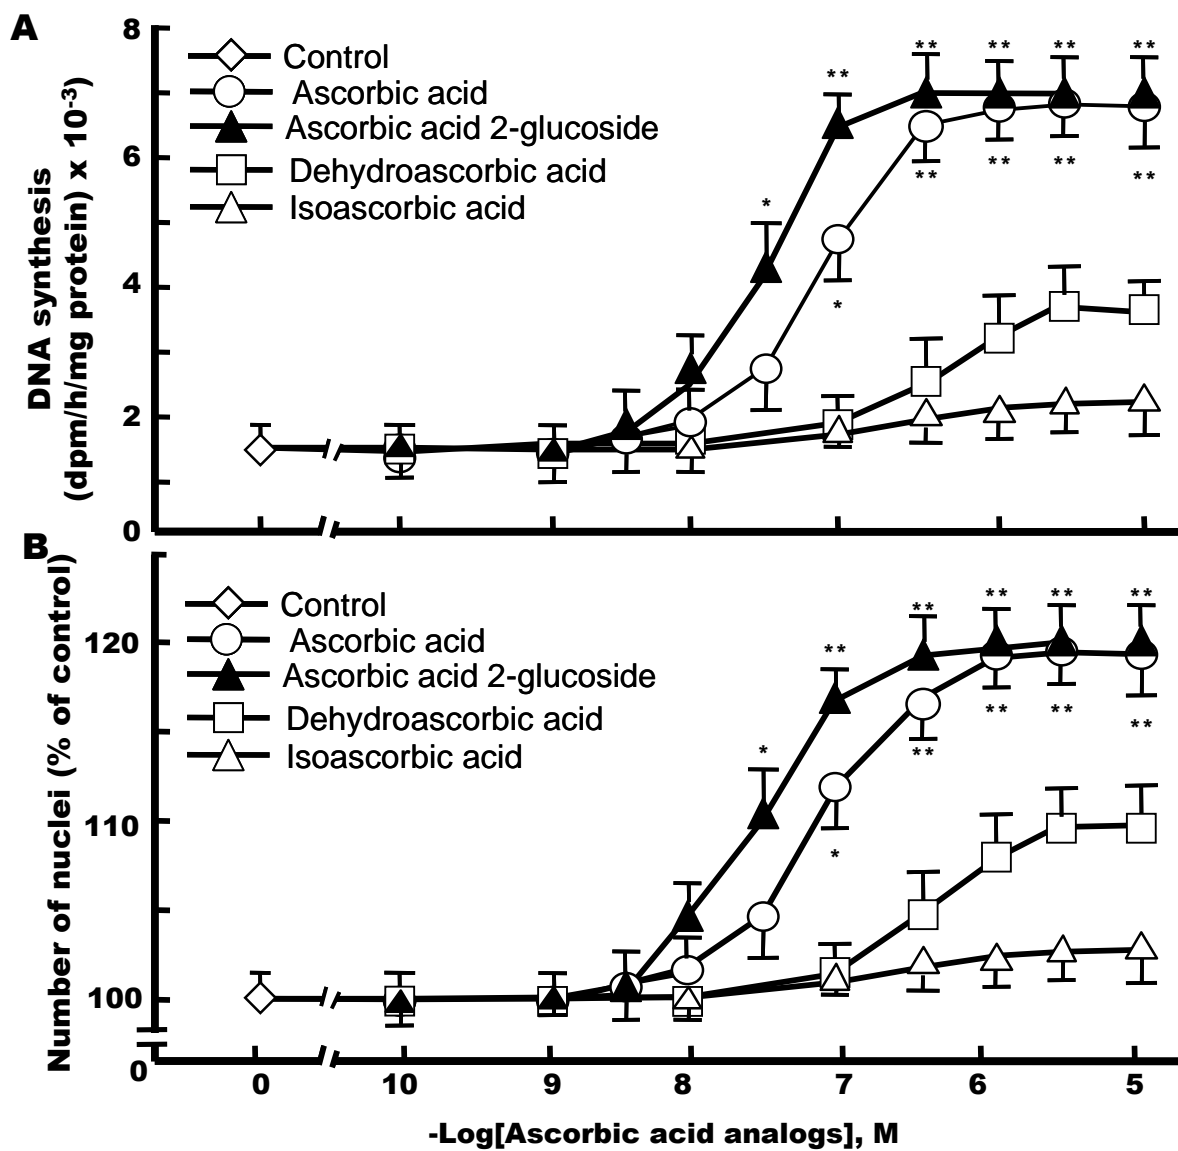 A
8
Control
Ascorbic acid
Ascorbic acid 2-glucoside
Dehydroascorbic acid
Isoascorbic acid
** ** ** **
**
6
** ** ** **
*
*
4
2
0
DNA synthesis
(dpm/h/mg protein) x 10-3
B
Control
Ascorbic acid
Ascorbic acid 2-glucoside
Dehydroascorbic acid
Isoascorbic acid
** ** ** **
120
**
** ** **
**
*
110
*
100
0
Number of nuclei (% of control)
0 10 9 8 7 6 5
-Log[Ascorbic acid analogs], M